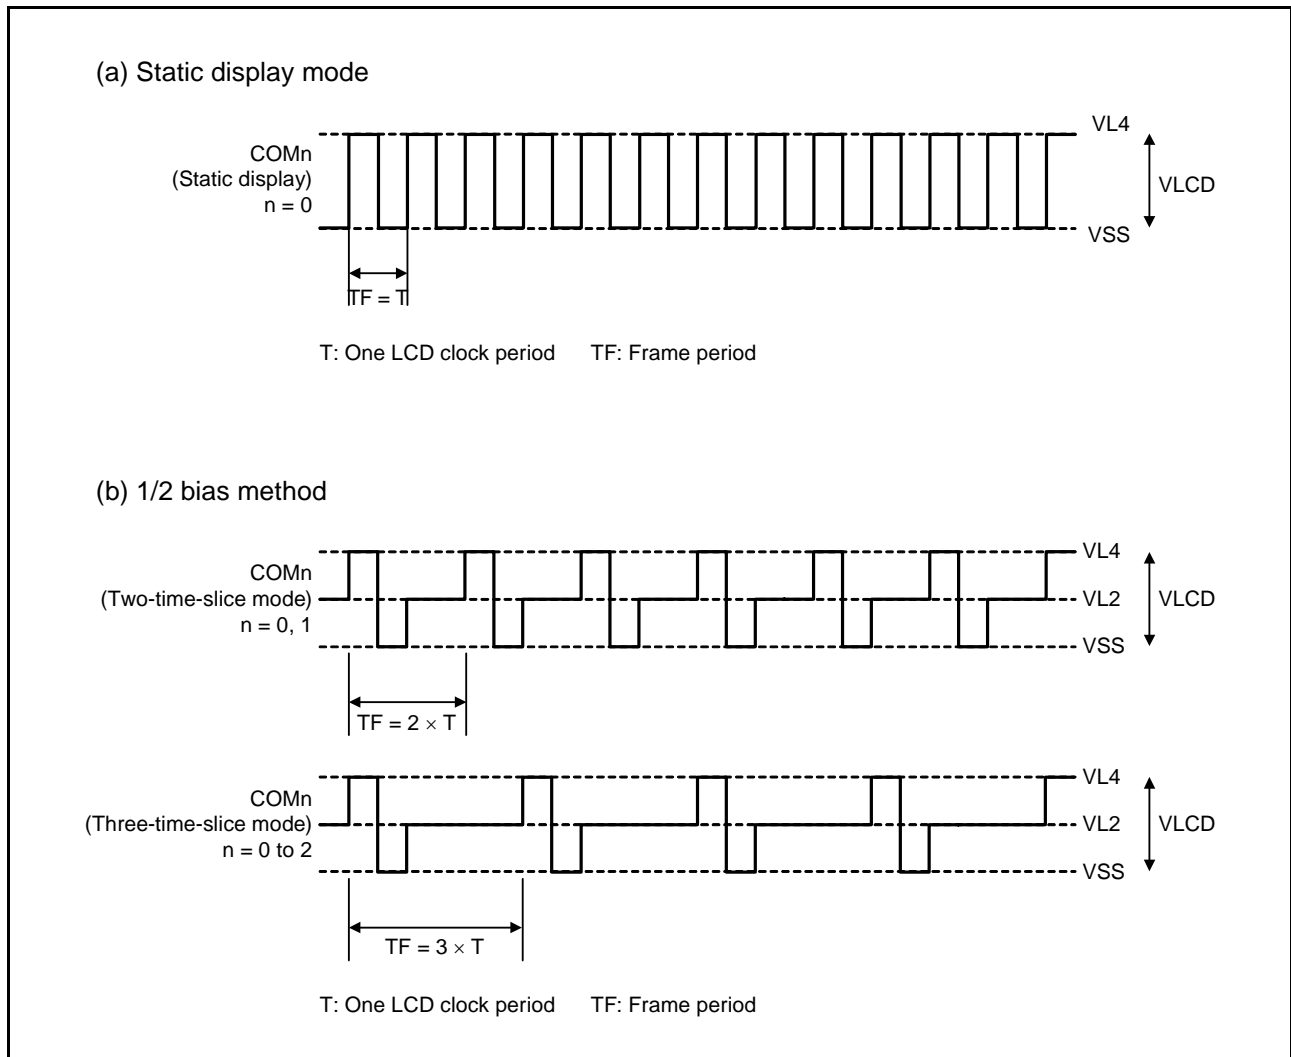 (a) Static display mode
COMn
(Static display)
n = 0
VL4
VLCD
VSS
TF = T
T: One LCD clock period TF: Frame period
(b) 1/2 bias method
COMn
(Two-time-slice mode)
n = 0, 1
VL4
VL2
VLCD
VSS
TF = 2 × T
COMn
(Three-time-slice mode)
n = 0 to 2
VL4
VL2
VLCD
VSS
TF = 3 × T
T: One LCD clock period TF: Frame period